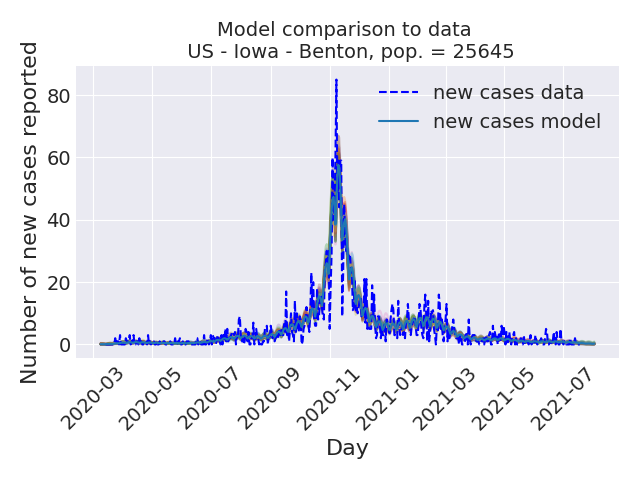 Model comparison to data
US - Iowa - Benton, pop. = 25645
Number of new cases reported
80
60
40
20
0
new cases data
new cases model
2020-03
2020-05
2020-07
2020-09
2020-11
2021-01
2021-03
2021-05
2021-07
Day